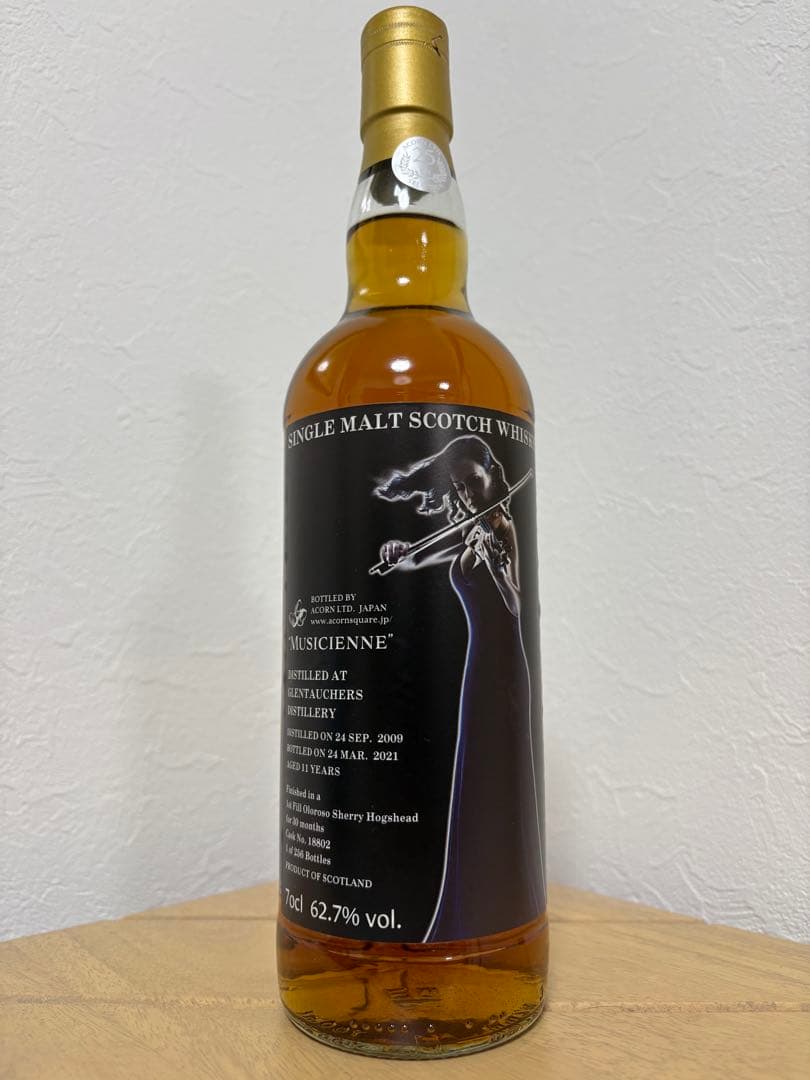 25
SINGLE MALT SCOTCH
BOTTLED BY
ACORN LTD. JAPAN
www.acornsquare.jp/
"MUSICIENNE"
DISTILLED AT
GLENTAUCHERS
DISTILLERY
DISTILLED ON 24 SEP. 2009
BOTTLED ON 24 MAR. 2021
AGED 11 YEARS
Finished in a
1st Fill Oloroso Sherry Hogshead
for 30 months
Cask No. 18802
1 of 256 Bottles
PRODUCT OF SCOTLAND
70cl 62.7% vol.